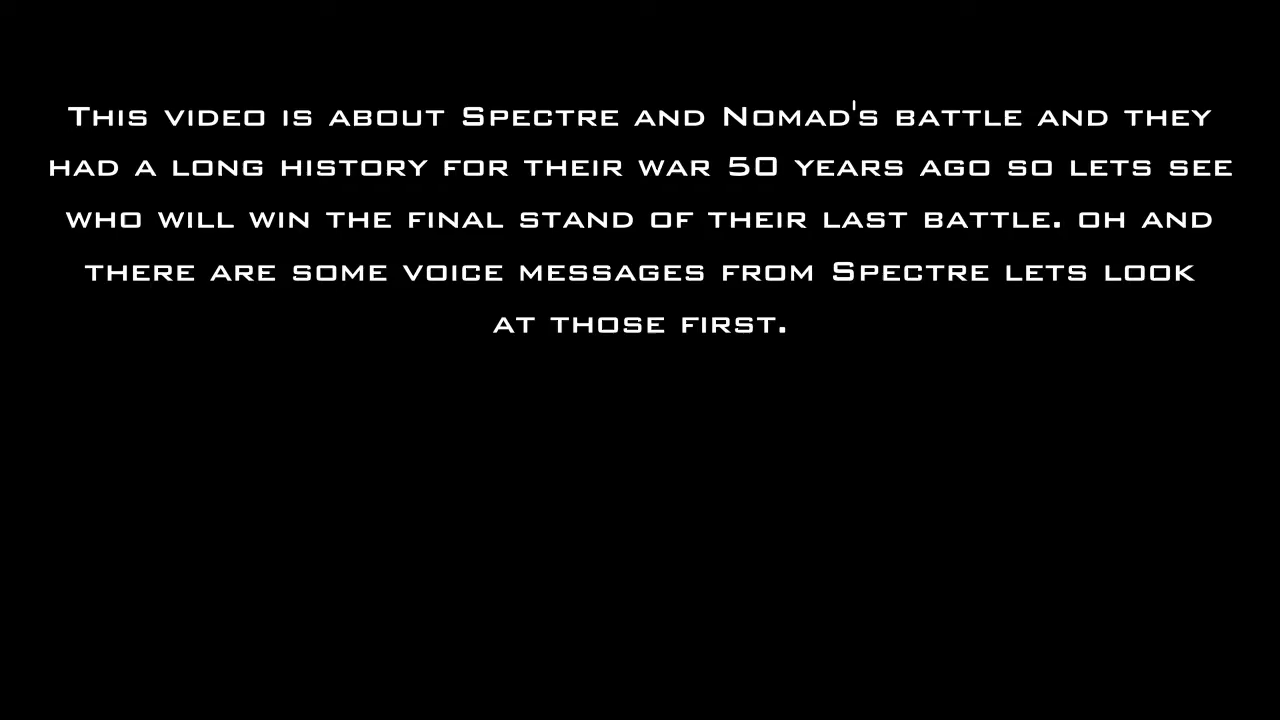 This video is about Spectre and Nomad's battle and they
had a long history for their war 50 years ago so lets see
who will win the final stand of their last battle. oh and
there are some voice messages from Spectre lets look
at those first.